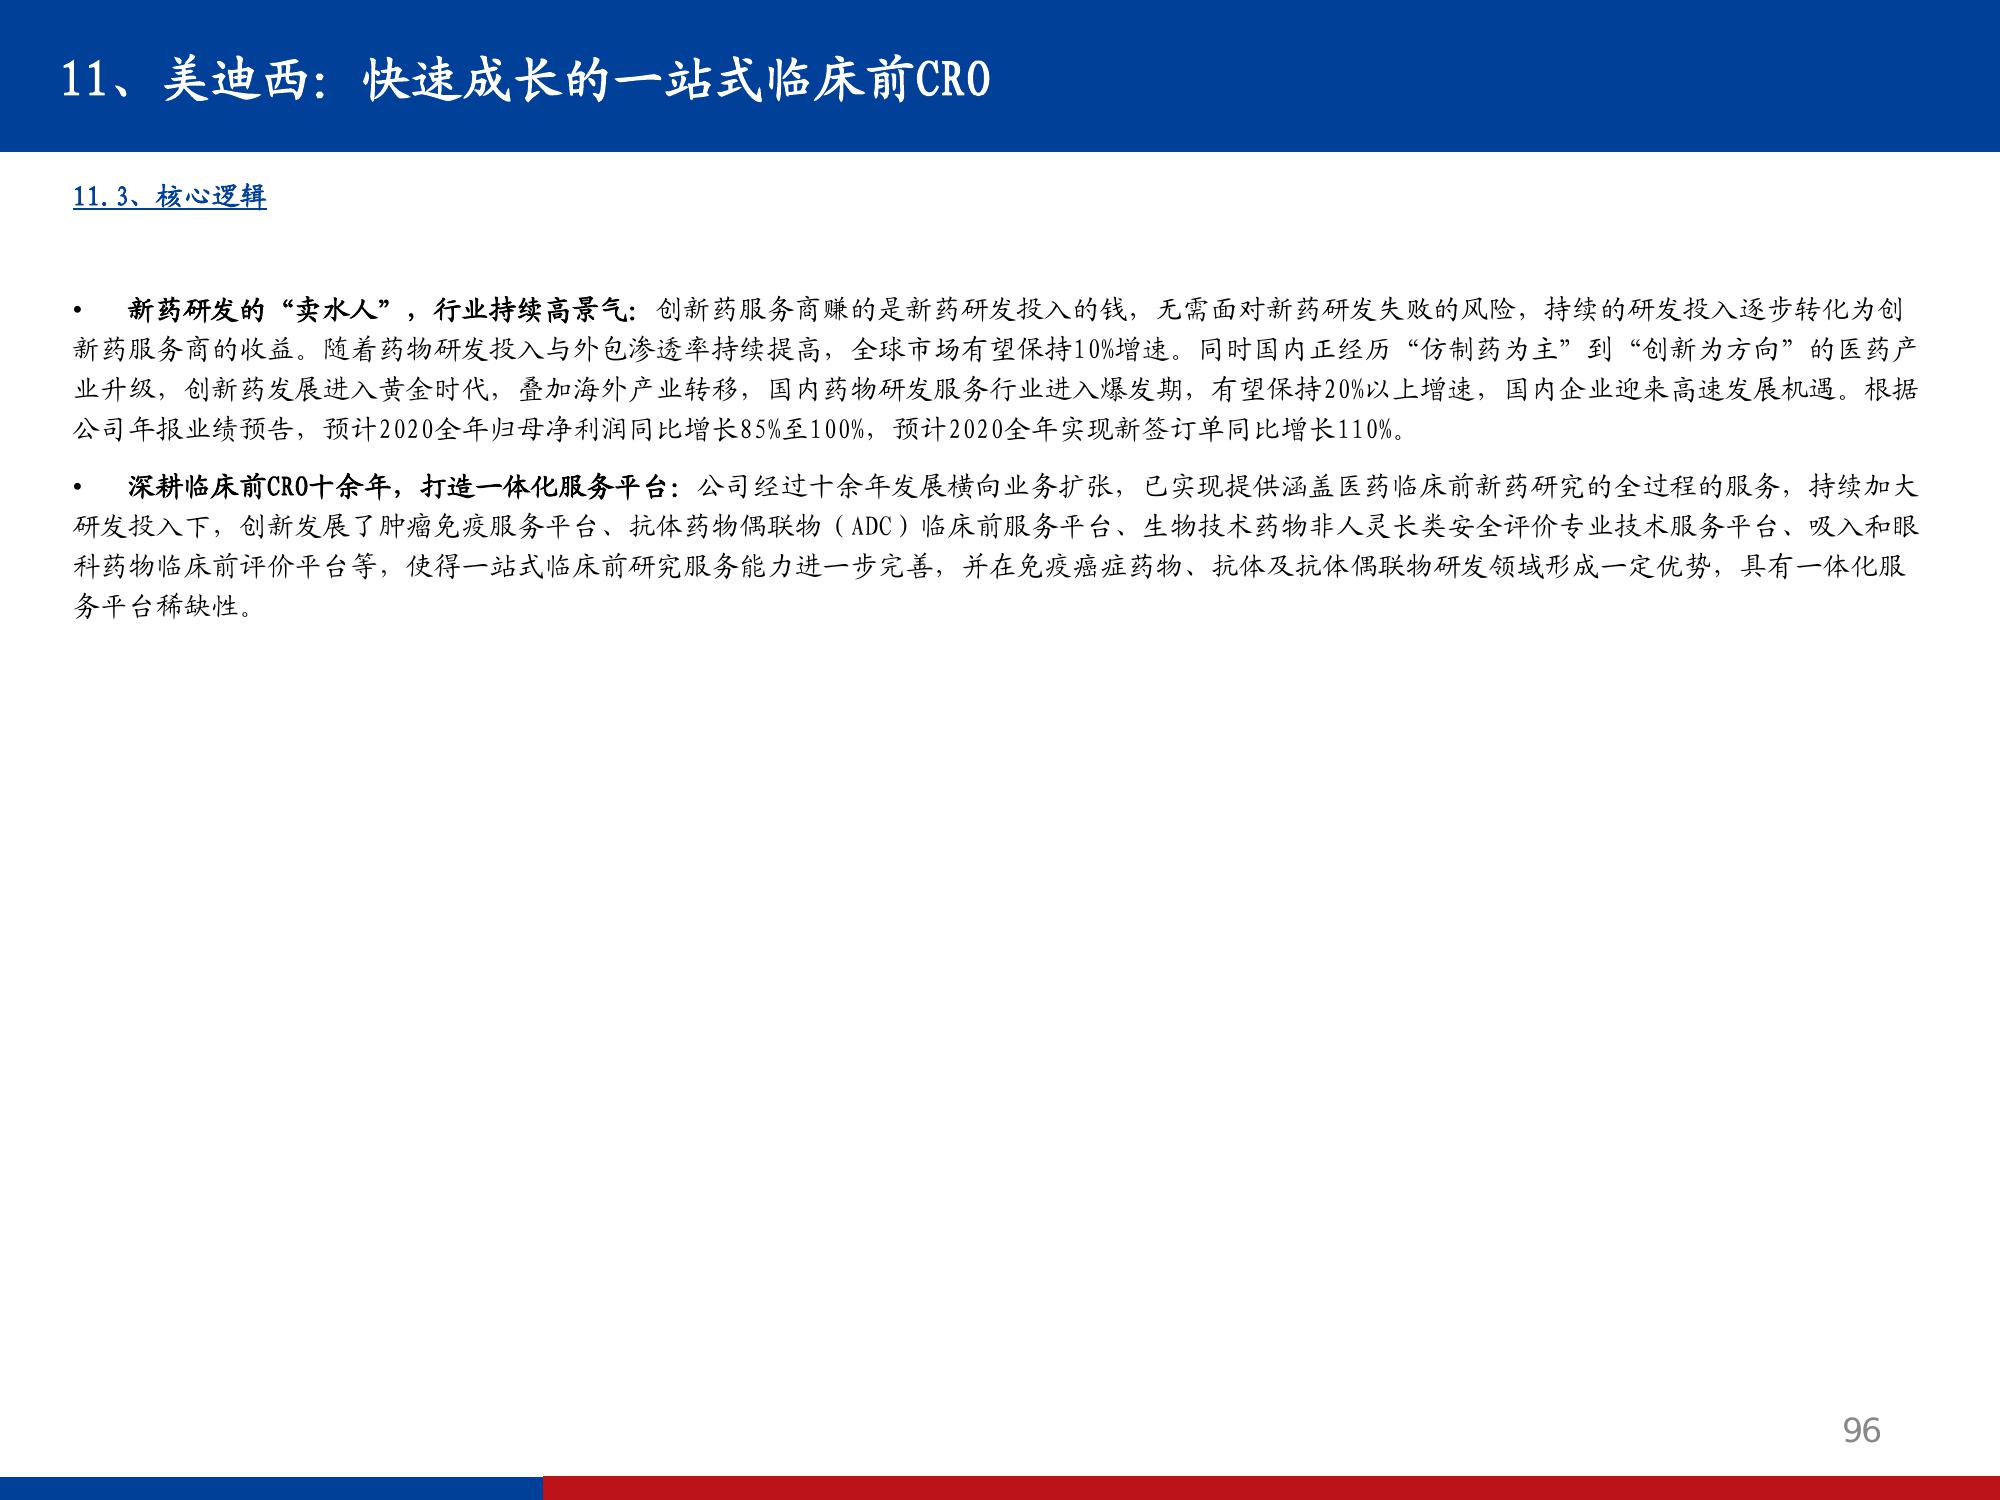 11、美迪西：快速成长的一站式临床前CRO
11.3、核心逻辑
• 新药研发的“卖水人”，行业持续高景气：创新药服务商赚的是新药研发投入的钱，无需面对新药研发失败的风险，持续的研发投入逐步转化为创
新药服务商的收益。随着药物研发投入与外包渗透率持续提高，全球市场有望保持10%增速。同时国内正经历“仿制药为主”到“创新为方向”的医药产
业升级，创新药发展进入黄金时代，叠加海外产业转移，国内药物研发服务行业进入爆发期，有望保持20%以上增速，国内企业迎来高速发展机遇。根据
公司年报业绩预告，预计2020全年归母净利润同比增长85%至100%，预计2020全年实现新签订单同比增长110%。
• 深耕临床前CRO十余年，打造一体化服务平台：公司经过十余年发展横向业务扩张，已实现提供涵盖医药临床前新药研究的全过程的服务，持续加大
研发投入下，创新发展了肿瘤免疫服务平台、抗体药物偶联物（ADC）临床前服务平台、生物技术药物非人灵长类安全评价专业技术服务平台、吸入和眼
科药物临床前评价平台等，使得一站式临床前研究服务能力进一步完善，并在免疫癌症药物、抗体及抗体偶联物研发领域形成一定优势，具有一体化服
务平台稀缺性。
96